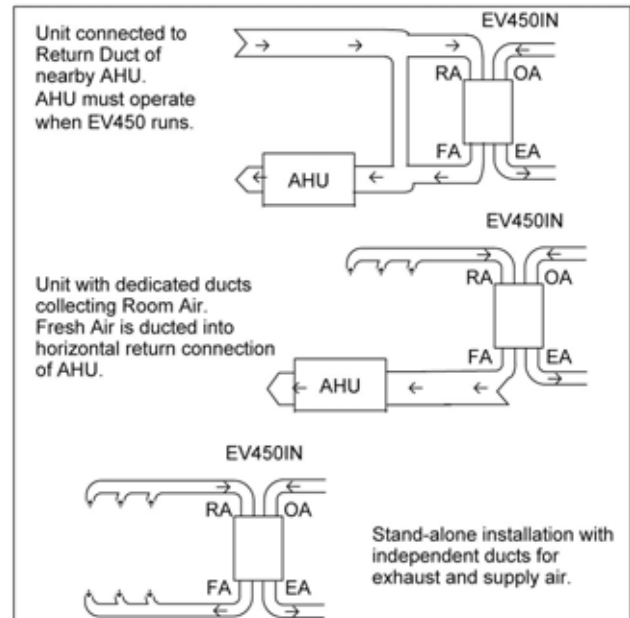 Unit connected to
Return Duct of
nearby AHU.
AHU must operate
when EV450 runs.
EV450IN
RA
OA
FA
EA
AHU
EV450IN
Unit with dedicated ducts
collecting Room Air.
Fresh Air is ducted into
horizontal return connection
of AHU.
RA
OA
FA
EA
AHU
EV450IN
RA
OA
FA
EA
Stand-alone installation with
independent ducts for
exhaust and supply air.